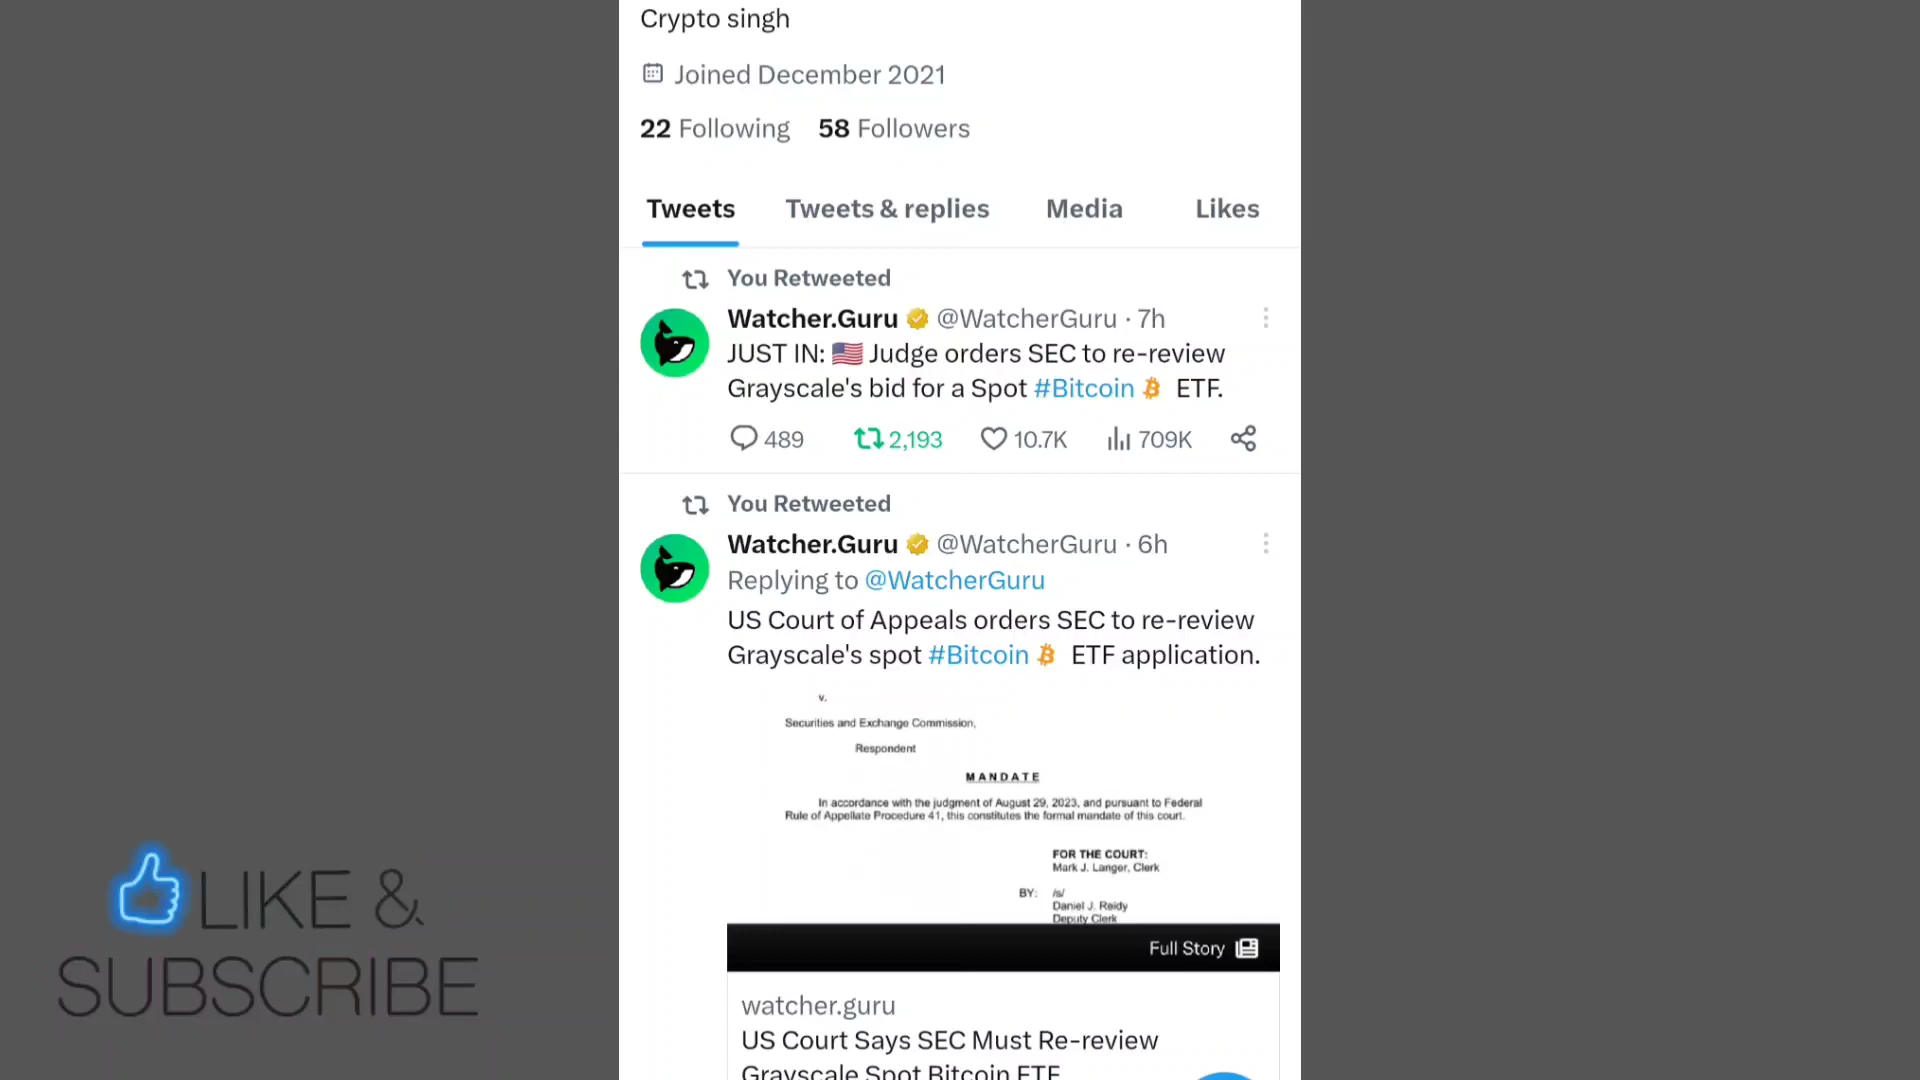 Crypto singh
Joined December 2021
22 Following 58 Followers
Tweets Tweets & replies Media Likes
You Retweeted
Watcher.Guru @WatcherGuru · 7h
JUST IN: 🇺🇸 Judge orders SEC to re-review
Grayscale's bid for a Spot #Bitcoin ETF.
489 2,193 10.7K 709K
You Retweeted
Watcher.Guru @WatcherGuru · 6h
Replying to @WatcherGuru
US Court of Appeals orders SEC to re-review
Grayscale's spot #Bitcoin ETF application.
v.
Securities and Exchange Commission,
Respondent
MANDATE
In accordance with the judgment of August 29, 2023, and pursuant to Federal
Rule of Appellate Procedure 41, this constitutes the formal mandate of this court.
FOR THE COURT:
Mark J. Langer, Clerk
BY: /s/
Daniel J. Reidy
Deputy Clerk
Full Story
watcher.guru
US Court Says SEC Must Re-review
Grayscale Spot Bitcoin ETF
LIKE &
SUBSCRIBE